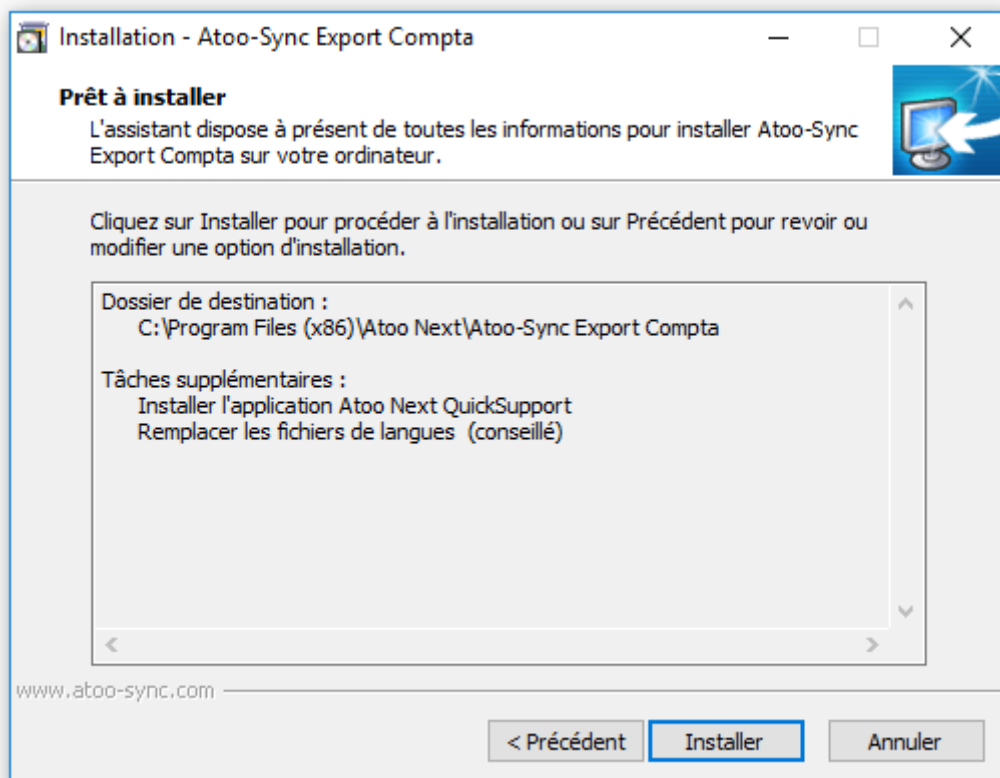 Installation - Atoo-Sync Export Compta
Prêt à installer
L'assistant dispose à présent de toutes les informations pour installer Atoo-Sync
Export Compta sur votre ordinateur.
Cliquez sur Installer pour procéder à l'installation ou sur Précédent pour revoir ou
modifier une option d'installation.
Dossier de destination :
C:\Program Files (x86)\Atoo Next\Atoo-Sync Export Compta
Tâches supplémentaires :
Installer l'application Atoo Next QuickSupport
Remplacer les fichiers de langues  (conseillé)
www.atoo-sync.com
< Précédent
Installer
Annuler